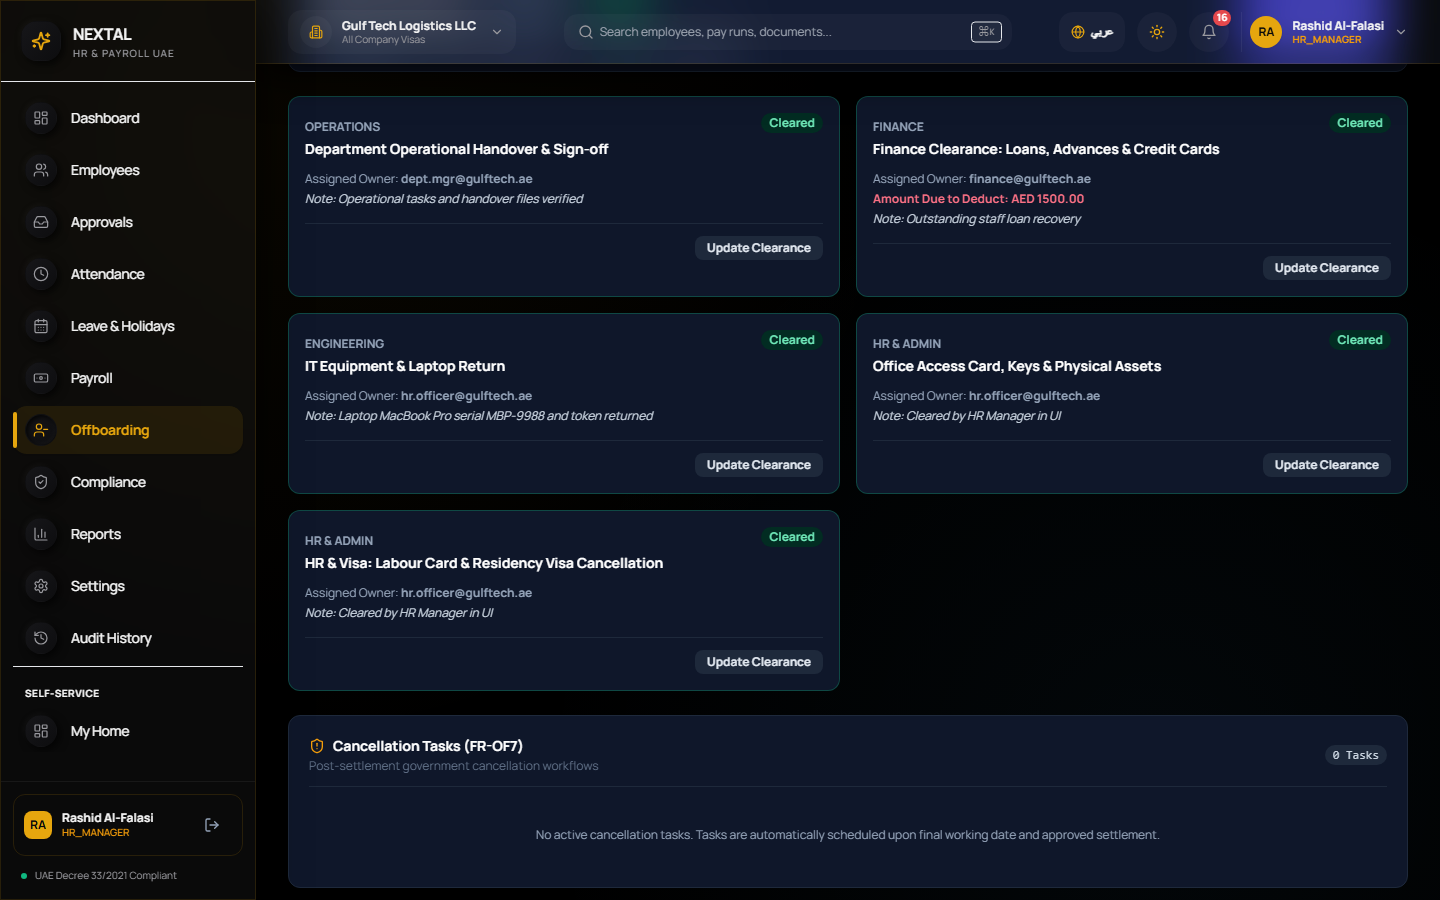 NEXTAL
HR & PAYROLL UAE
Gulf Tech Logistics LLC
All Company Visas
Search employees, pay runs, documents...
⌘K
عربي
16
RA
Rashid Al-Falasi
HR_MANAGER
Dashboard
Employees
Approvals
Attendance
Leave & Holidays
Payroll
Offboarding
Compliance
Reports
Settings
Audit History
SELF-SERVICE
My Home
RA
Rashid Al-Falasi
HR_MANAGER
UAE Decree 33/2021 Compliant
OPERATIONS
Cleared
Department Operational Handover & Sign-off
Assigned Owner: dept.mgr@gulftech.ae
Note: Operational tasks and handover files verified
Update Clearance
FINANCE
Cleared
Finance Clearance: Loans, Advances & Credit Cards
Assigned Owner: finance@gulftech.ae
Amount Due to Deduct: AED 1500.00
Note: Outstanding staff loan recovery
Update Clearance
ENGINEERING
Cleared
IT Equipment & Laptop Return
Assigned Owner: hr.officer@gulftech.ae
Note: Laptop MacBook Pro serial MBP-9988 and token returned
Update Clearance
HR & ADMIN
Cleared
Office Access Card, Keys & Physical Assets
Assigned Owner: hr.officer@gulftech.ae
Note: Cleared by HR Manager in UI
Update Clearance
HR & ADMIN
Cleared
HR & Visa: Labour Card & Residency Visa Cancellation
Assigned Owner: hr.officer@gulftech.ae
Note: Cleared by HR Manager in UI
Update Clearance
Cancellation Tasks (FR-OF7)
Post-settlement government cancellation workflows
0 Tasks
No active cancellation tasks. Tasks are automatically scheduled upon final working date and approved settlement.